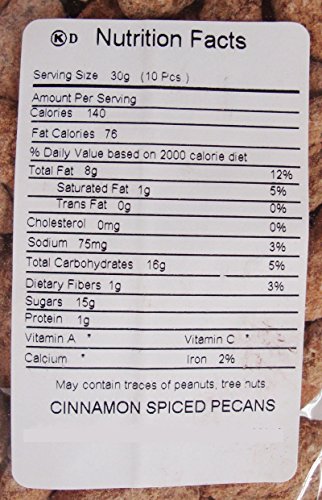 K D Nutrition Facts
Serving Size 30g (10 Pcs )
Amount Per Serving
Calories 140
Fat Calories 76
% Daily Value based on 2000 calorie diet
Total Fat 8g 12%
Saturated Fat 1g 5%
Trans Fat 0g 0%
Cholesterol 0mg 0%
Sodium 75mg 3%
Total Carbohydrates 16g 5%
Dietary Fibers 1g 3%
Sugars 15g
Protein 1g
Vitamin A * Vitamin C *
Calcium * Iron 2%
May contain traces of peanuts, tree nuts
CINNAMON SPICED PECANS